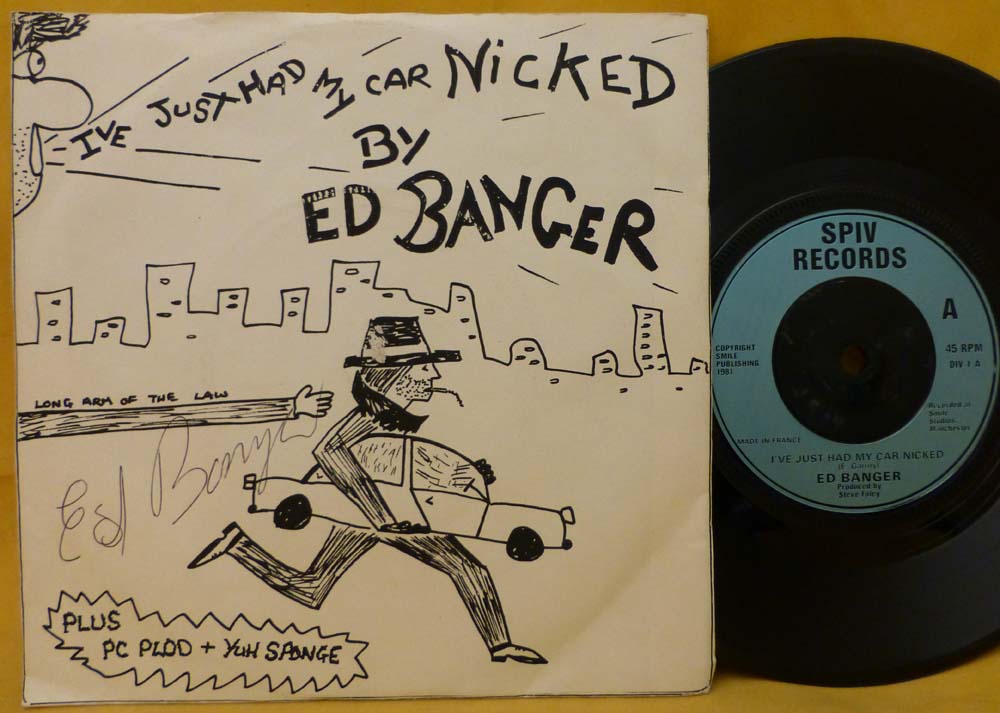 I'VE JUST HAD MY CAR NICKED
BY
ED BANGER
LONG ARM OF THE LAW
Ed Banger
PLUS
PC PLOD + YUH SPONGE
SPIV
RECORDS
A
COPYRIGHT
SMILE
PUBLISHING
1981
45 RPM
DIV 1 A
Recorded at
Smile
Studios,
Manchester
MADE IN FRANCE
I'VE JUST HAD MY CAR NICKED
ED BANGER
Produced by
Steve Foley